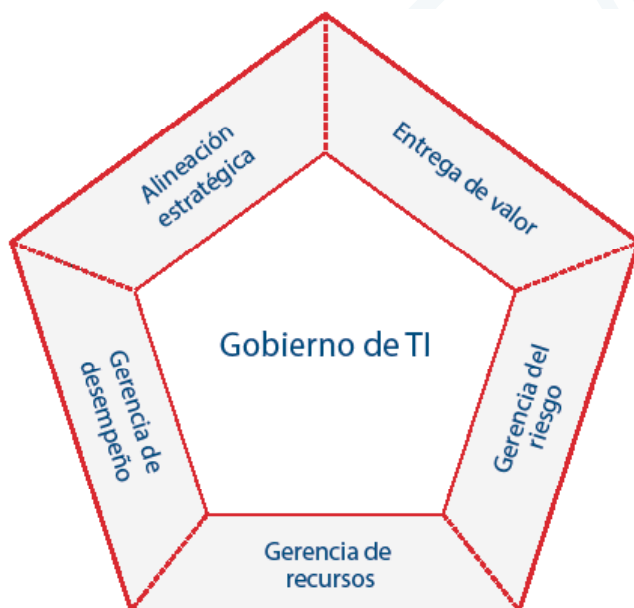 Alineación
estratégica
Entrega de valor
Gobierno de TI
Gerencia de
desempeño
Gerencia del
riesgo
Gerencia de
recursos